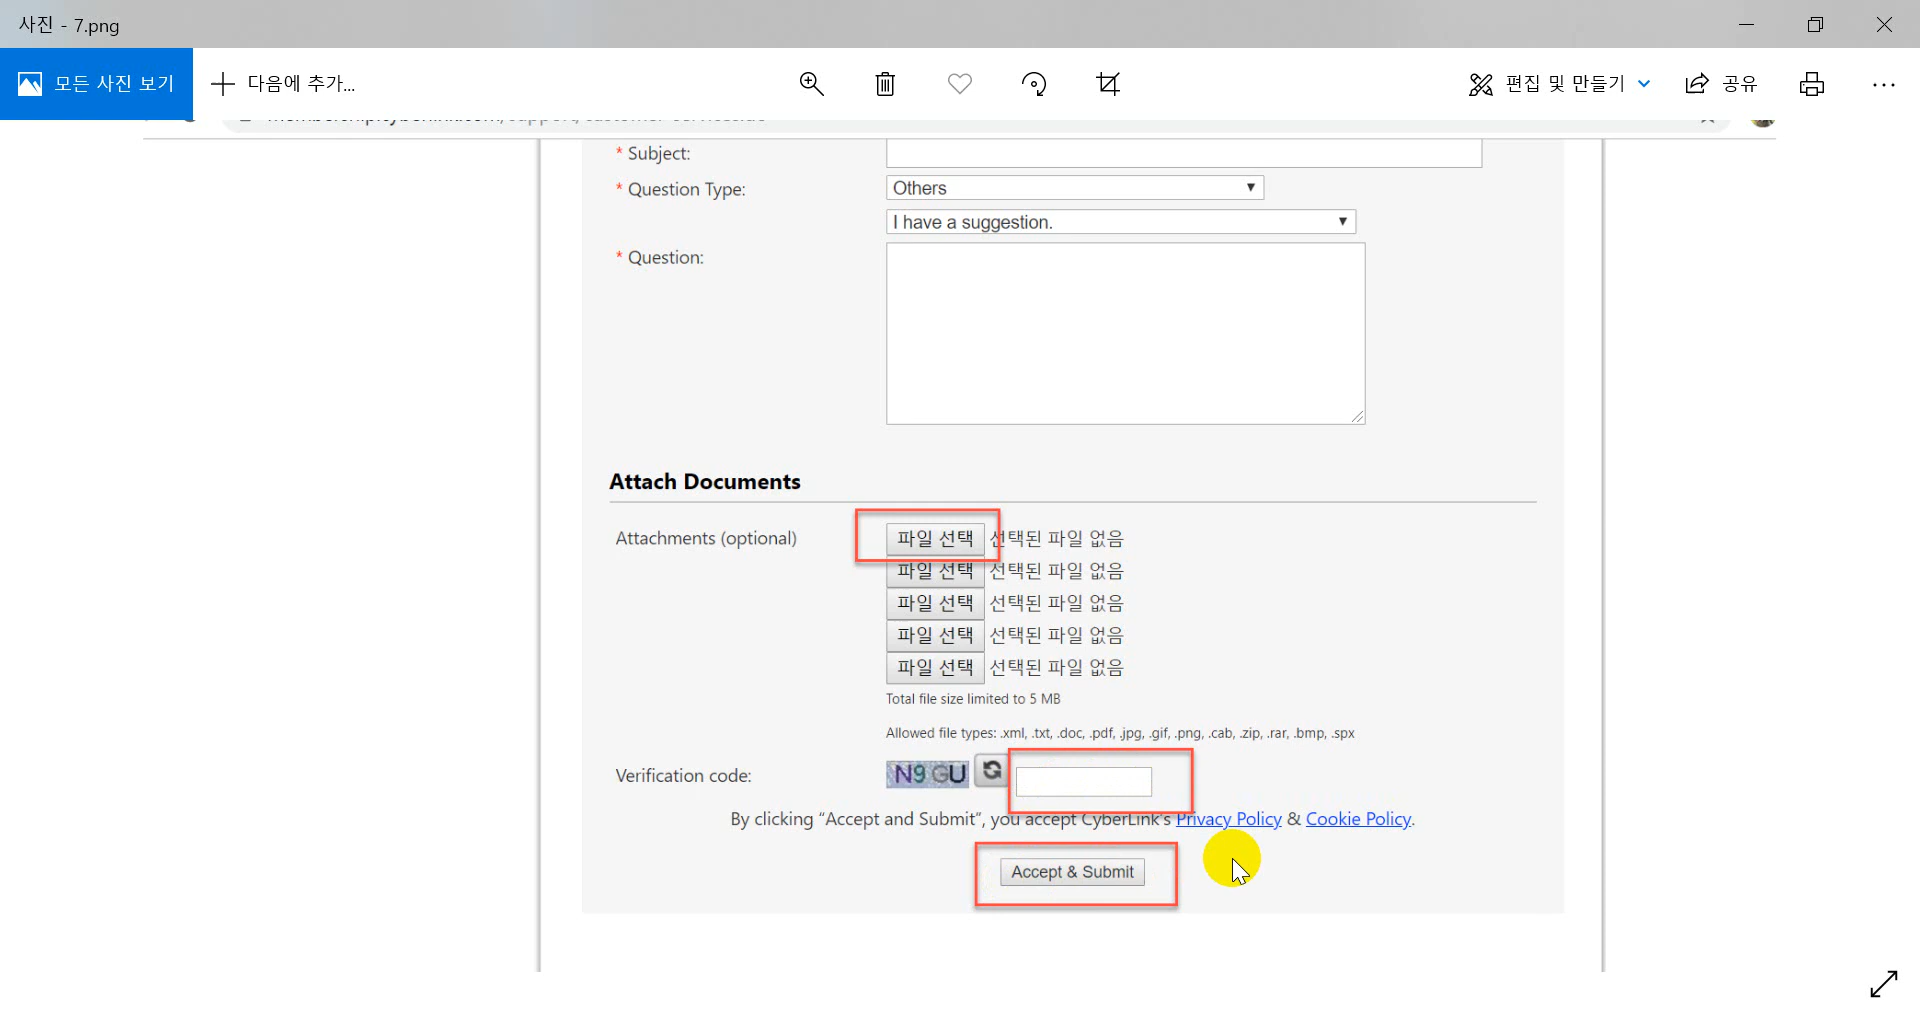 사진 - 7.png
모든 사진 보기
다음에 추가...
편집 및 만들기
공유
* Subject:
* Question Type:
Others
I have a suggestion.
* Question:
Attach Documents
Attachments (optional)
파일 선택 선택된 파일 없음
파일 선택 선택된 파일 없음
파일 선택 선택된 파일 없음
파일 선택 선택된 파일 없음
파일 선택 선택된 파일 없음
Total file size limited to 5 MB
Allowed file types: .xml, .txt, .doc, .pdf, .jpg, .gif, .png, .cab, .zip, .rar, .bmp, .spx
Verification code:
N9 GU
By clicking “Accept and Submit”, you accept CyberLink's Privacy Policy & Cookie Policy.
Accept & Submit